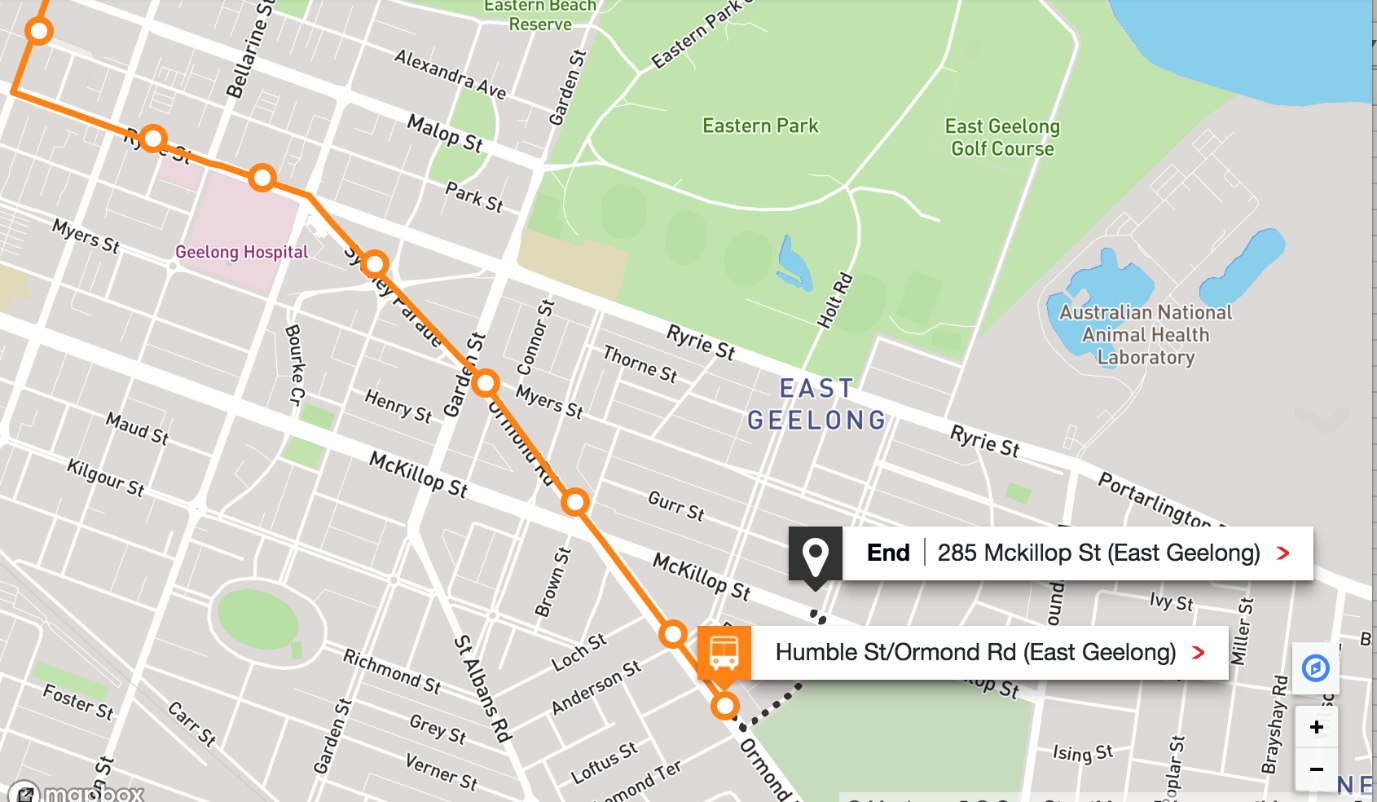 Eastern Beach
Reserve
Eastern Park
Bellarine St
Alexandra Ave
Garden St
Malop St
Eastern Park
East Geelong
Golf Course
Ryrie St
Park St
Myers St
Geelong Hospital
Sydney Parade
Holt Rd
Australian National
Animal Health
Laboratory
Bourke Cr
Connor St
Ryrie St
Thorne St
Garden St
EAST
GEELONG
Henry St
Myers St
Maud St
Ormond Rd
Ryrie St
McKillop St
Kilgour St
Portarlington
Gurr St
End | 285 Mckillop St (East Geelong) >
McKillop St
Brown St
Ivy St
Miller St
Humble St/Ormond Rd (East Geelong) >
Loch St
St Albans Rd
Richmond St
Anderson St
Foster St
Carr St
Garden St
Grey St
Brayshay Rd
+
Ormond
Ising St
Verner St
Loftus St
−
mapbox